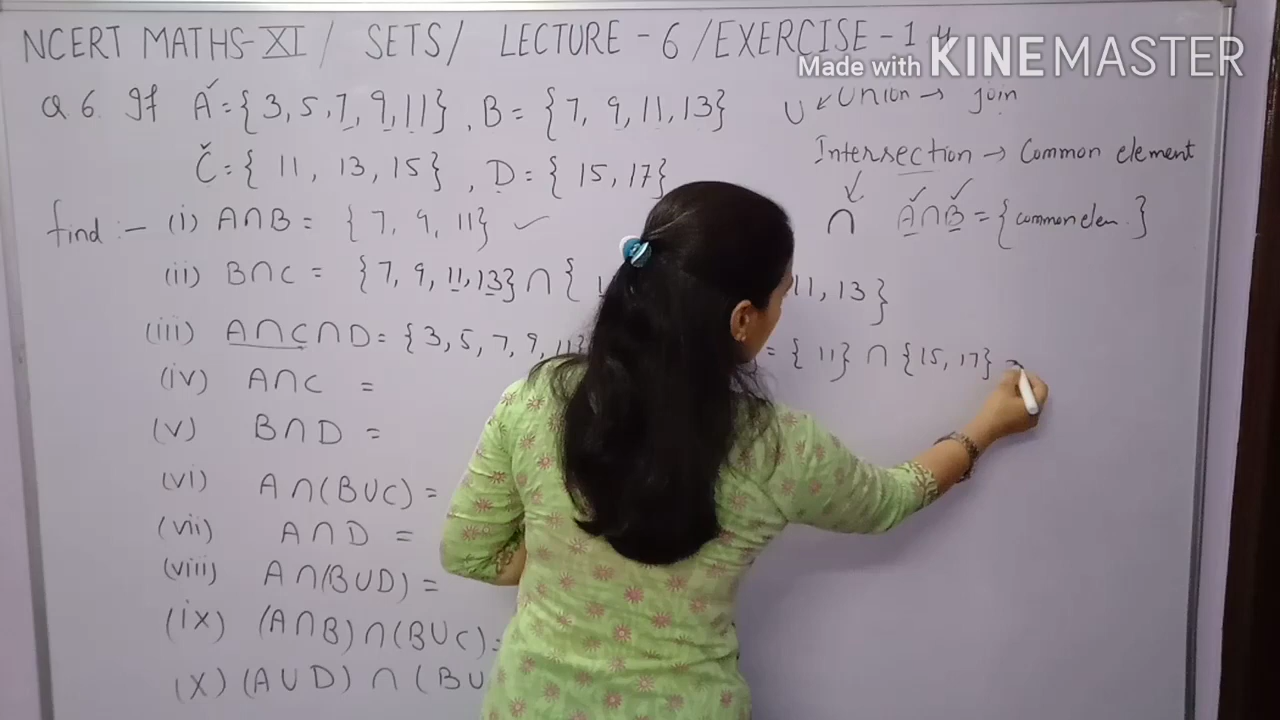 NCERT MATHS-XI / SETS/ LECTURE - 6 / EXERCISE - 1.4
Made with KINEMASTER
Q 6. If A = {3, 5, 7, 9, 11}, B = {7, 9, 11, 13}
C = { 11, 13, 15}, D = { 15, 17}
∪ ← Union → join
Intersection → Common element
∩ A∩B = {common elem.}
find :- (i) A∩B = {7, 9, 11}
(ii) B∩C = {7, 9, 11, 13} ∩ { 11, 13}
(iii) A∩C∩D = {3, 5, 7, 9, 11} = {11} ∩ {15, 17} =
(iv) A∩C =
(v) B∩D =
(vi) A∩(B∪C) =
(vii) A∩D =
(viii) A∩(B∪D) =
(ix) (A∩B)∩(B∪C) =
(x) (A∪D) ∩ (B∪